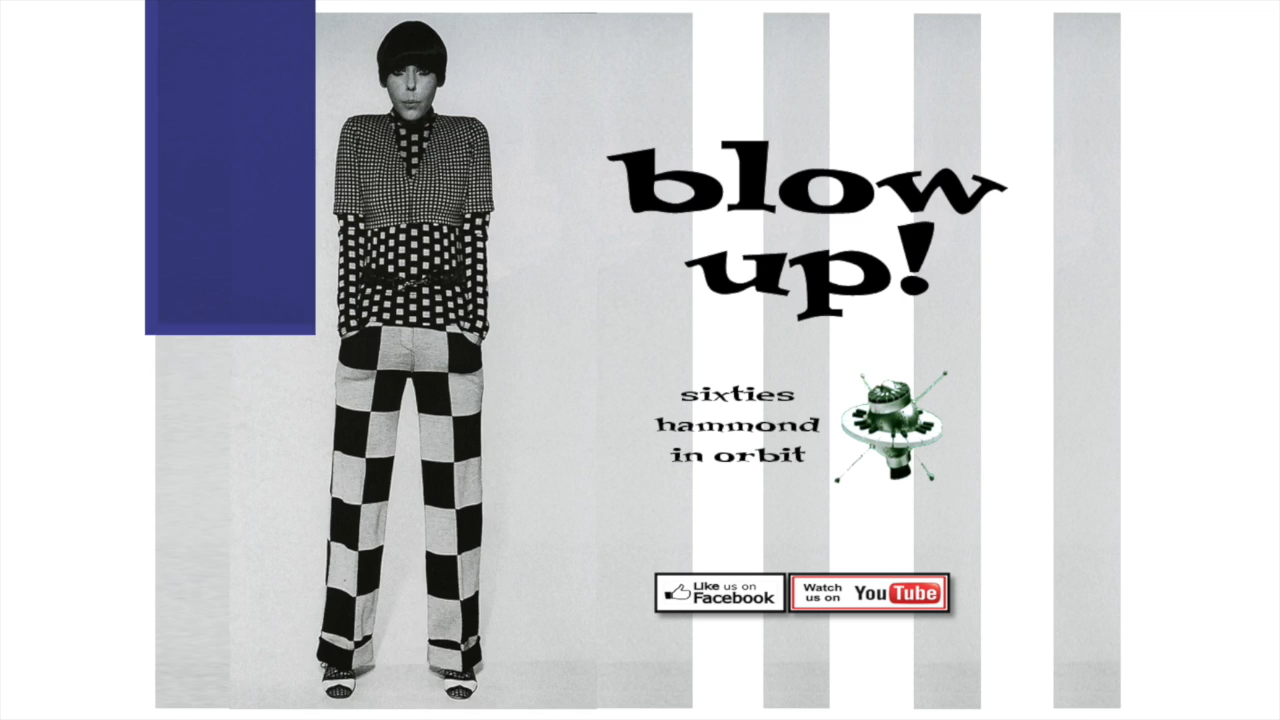 blow
up!
sixties
hammond
in orbit
Like us on
Facebook
Watch
us on
YouTube